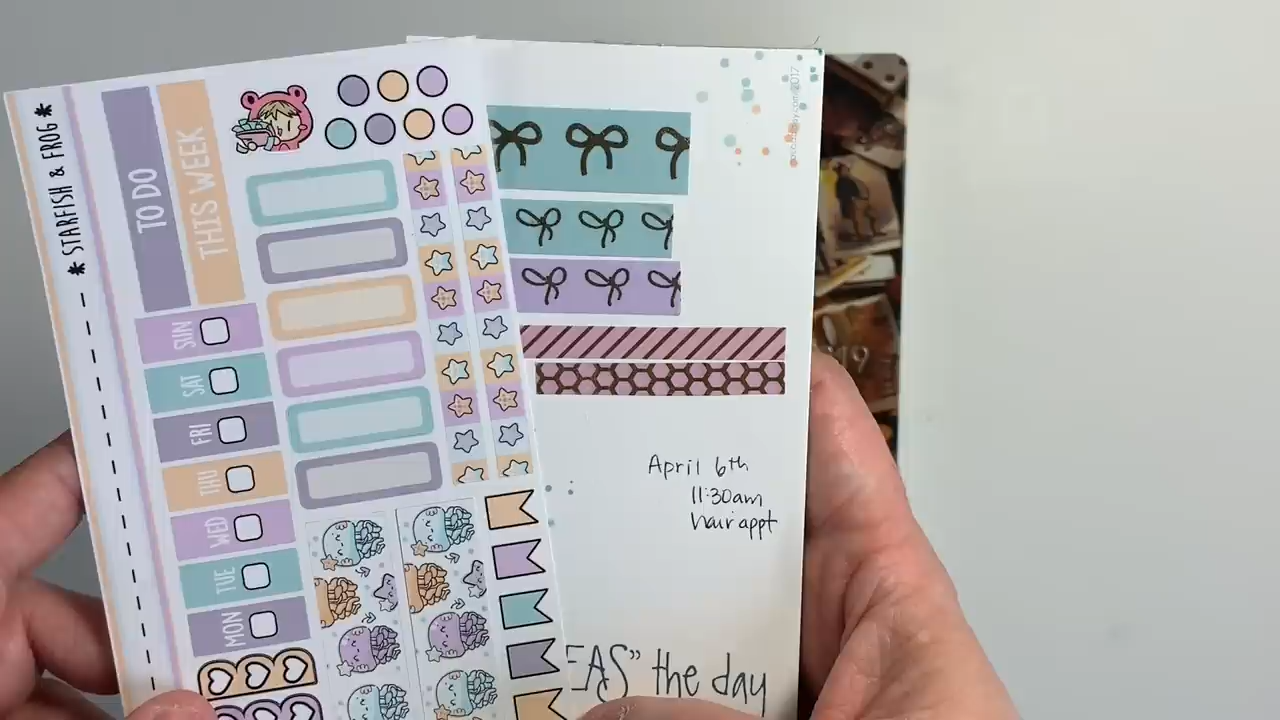 * STARFISH & FROG *
TO DO
THIS WEEK
SUN
SAT
FRI
THU
WED
TUE
MON
2017
April 6th
11:30am
hair appt
EAS" the day